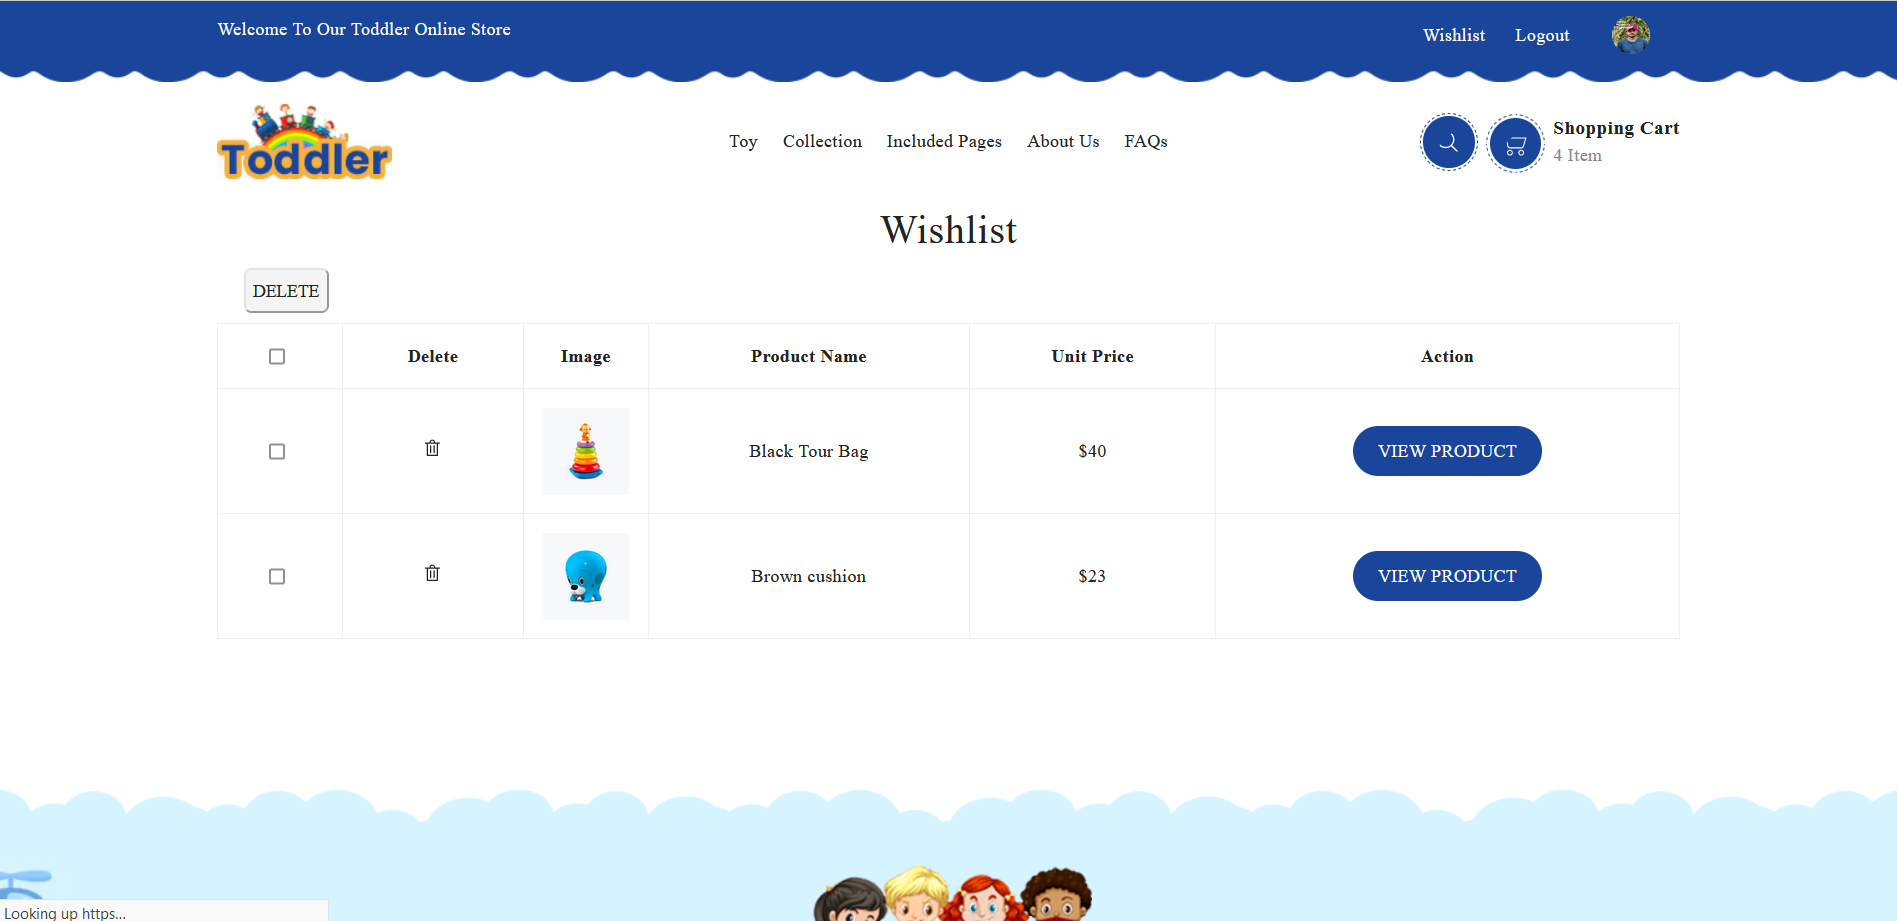 Welcome To Our Toddler Online Store
Wishlist Logout
Toddler
Toy Collection Included Pages About Us FAQs
Shopping Cart
4 Item
Wishlist
DELETE
Delete Image Product Name Unit Price Action
Black Tour Bag $40 VIEW PRODUCT
Brown cushion $23 VIEW PRODUCT
Looking up https...